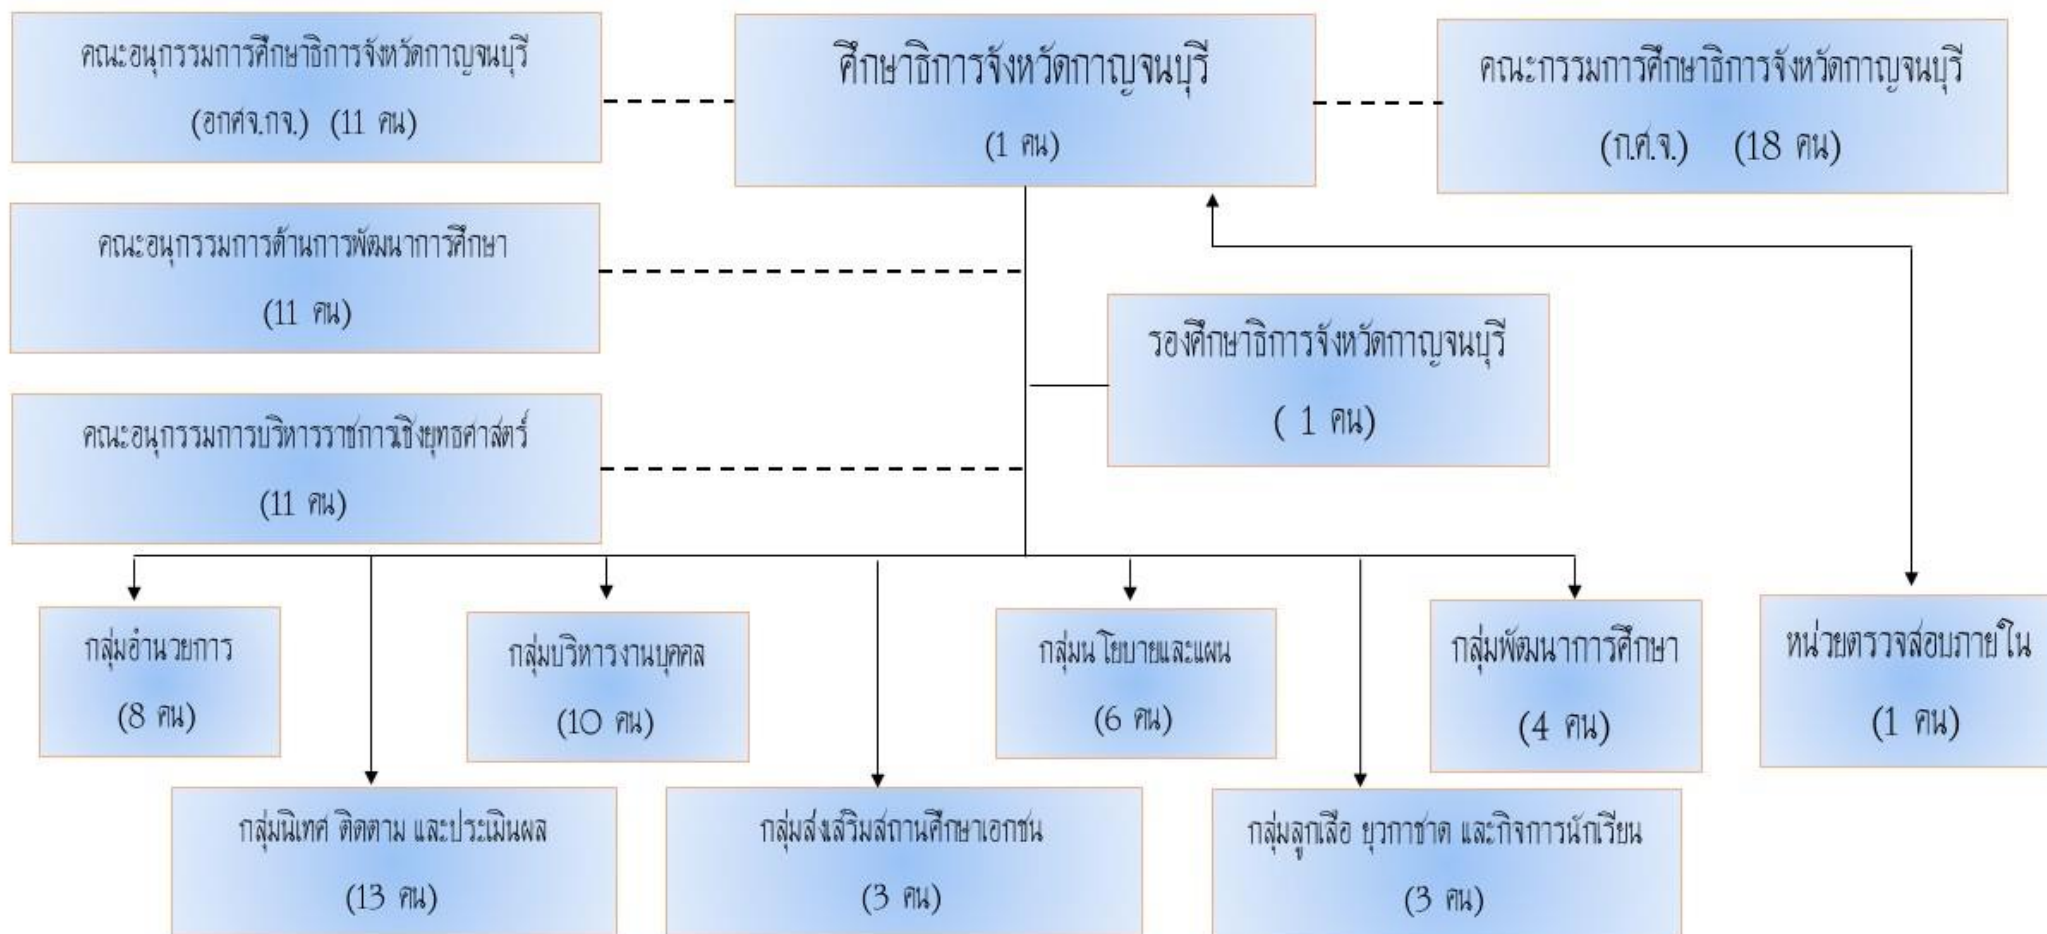 คณะอนุกรรมการศึกษาธิการจังหวัดกาญจนบุรี
(อกศจ.กจ.) (11 คน)
ศึกษาธิการจังหวัดกาญจนบุรี
(1 คน)
คณะกรรมการศึกษาธิการจังหวัดกาญจนบุรี
(ก.ศ.จ.) (18 คน)
คณะอนุกรรมการด้านการพัฒนาการศึกษา
(11 คน)
รองศึกษาธิการจังหวัดกาญจนบุรี
( 1 คน)
คณะอนุกรรมการบริหารราชการเชิงยุทธศาสตร์
(11 คน)
กลุ่มอำนวยการ
(8 คน)
กลุ่มบริหารงานบุคคล
(10 คน)
กลุ่มนโยบายและแผน
(6 คน)
กลุ่มพัฒนาการศึกษา
(4 คน)
หน่วยตรวจสอบภายใน
(1 คน)
กลุ่มนิเทศ ติดตาม และประเมินผล
(13 คน)
กลุ่มส่งเสริมสถานศึกษาเอกชน
(3 คน)
กลุ่มลูกเสือ ยุวกาชาด และกิจการนักเรียน
(3 คน)